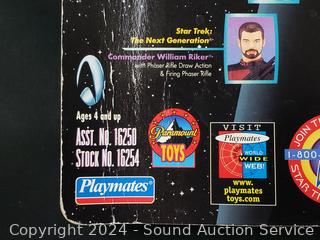 Star Trek:
The Next Generation®
Commander William Riker™
with Phaser Rifle Draw Action
& Firing Phaser Rifle
Ages 4 and up
ASST. No. 16250
STOCK No. 16254
Paramount
TOYS
Playmates®
VISIT
Playmates
WORLD
WIDE
WEB!
www.
playmates
toys.com
JOIN T
1-800-
STAR T
Copyright 2024 - Sound Auction Service